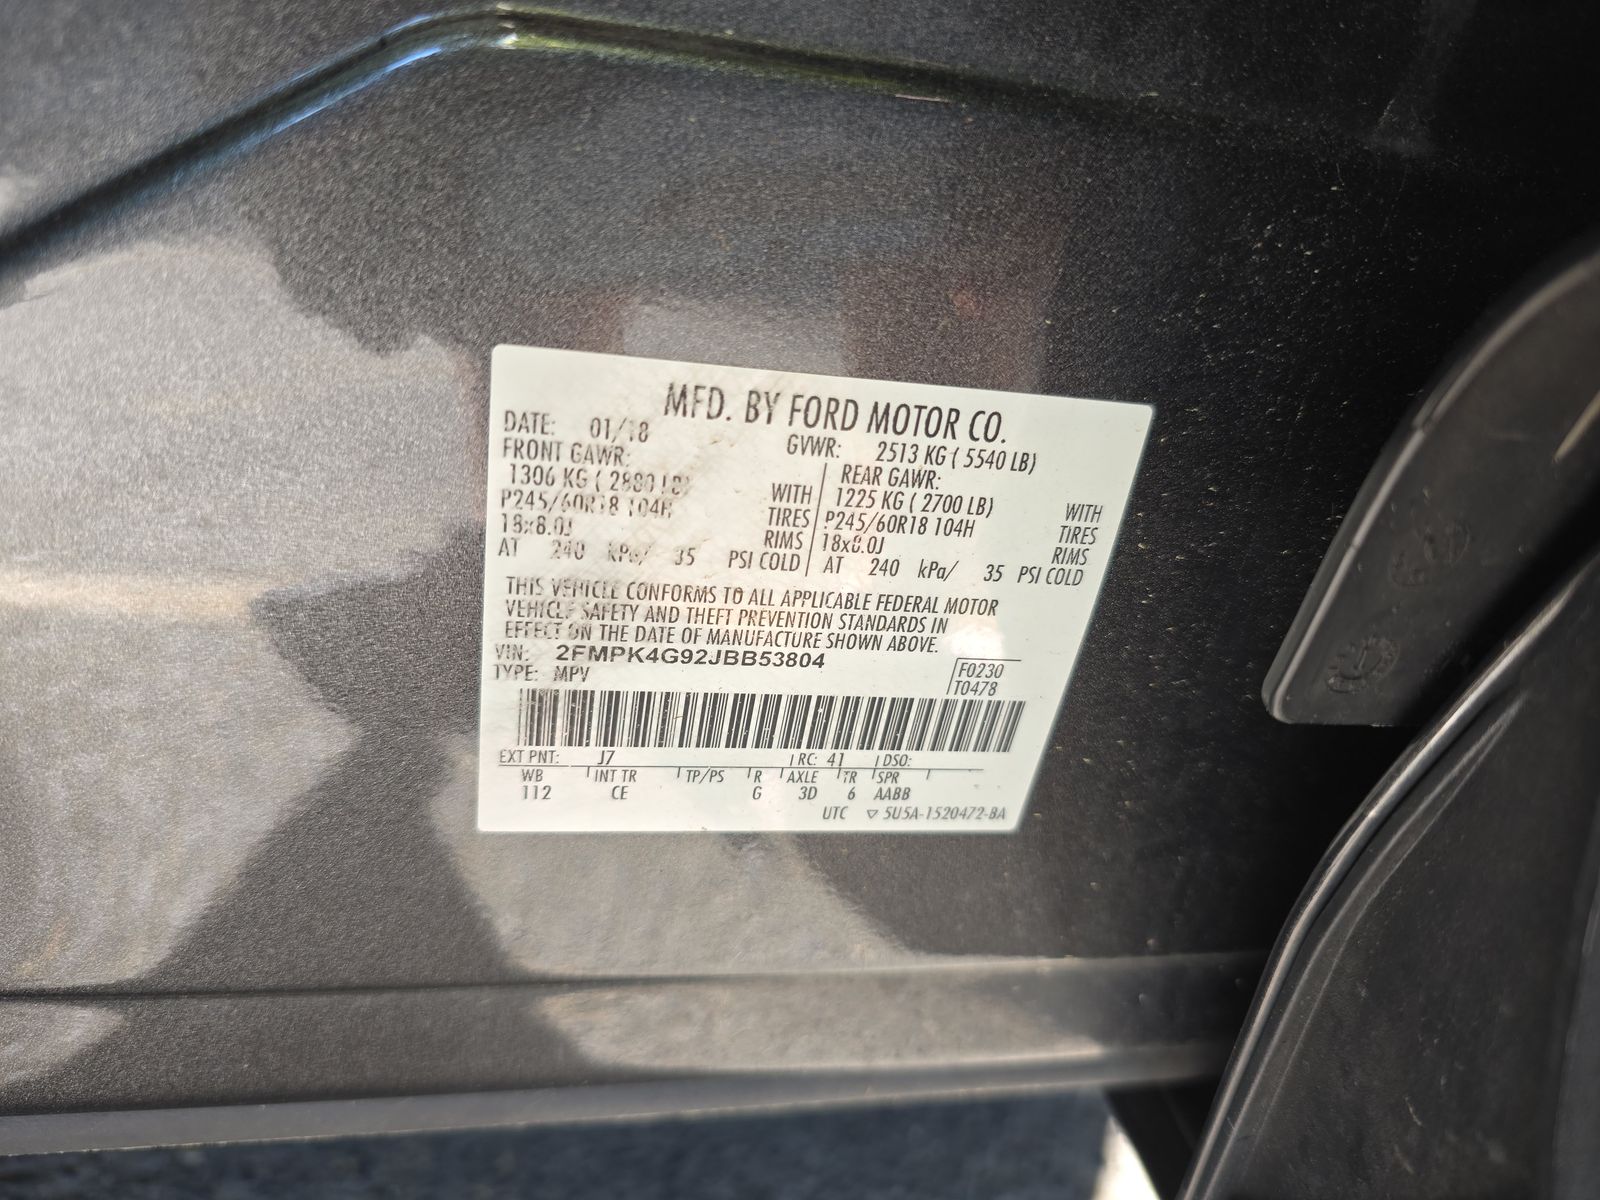 MFD. BY FORD MOTOR CO.
DATE: 01/18 GVWR: 2513 KG ( 5540 LB)
FRONT GAWR: REAR GAWR:
1306 KG ( 2880 LB) WITH 1225 KG ( 2700 LB) WITH
P245/60R18 104H TIRES P245/60R18 104H TIRES
18x8.0J RIMS 18x8.0J RIMS
AT 240 kPa/ 35 PSI COLD AT 240 kPa/ 35 PSI COLD
THIS VEHICLE CONFORMS TO ALL APPLICABLE FEDERAL MOTOR
VEHICLE SAFETY AND THEFT PREVENTION STANDARDS IN
EFFECT ON THE DATE OF MANUFACTURE SHOWN ABOVE.
VIN: 2FMPK4G92JBB53804 F0230
TYPE: MPV T0478
EXT PNT: J7 RC: 41 DSO:
WB INT TR TP/PS R AXLE TR SPR
112 CE G 3D 6 AABB
UTC ▽ 5U5A-1520472-BA